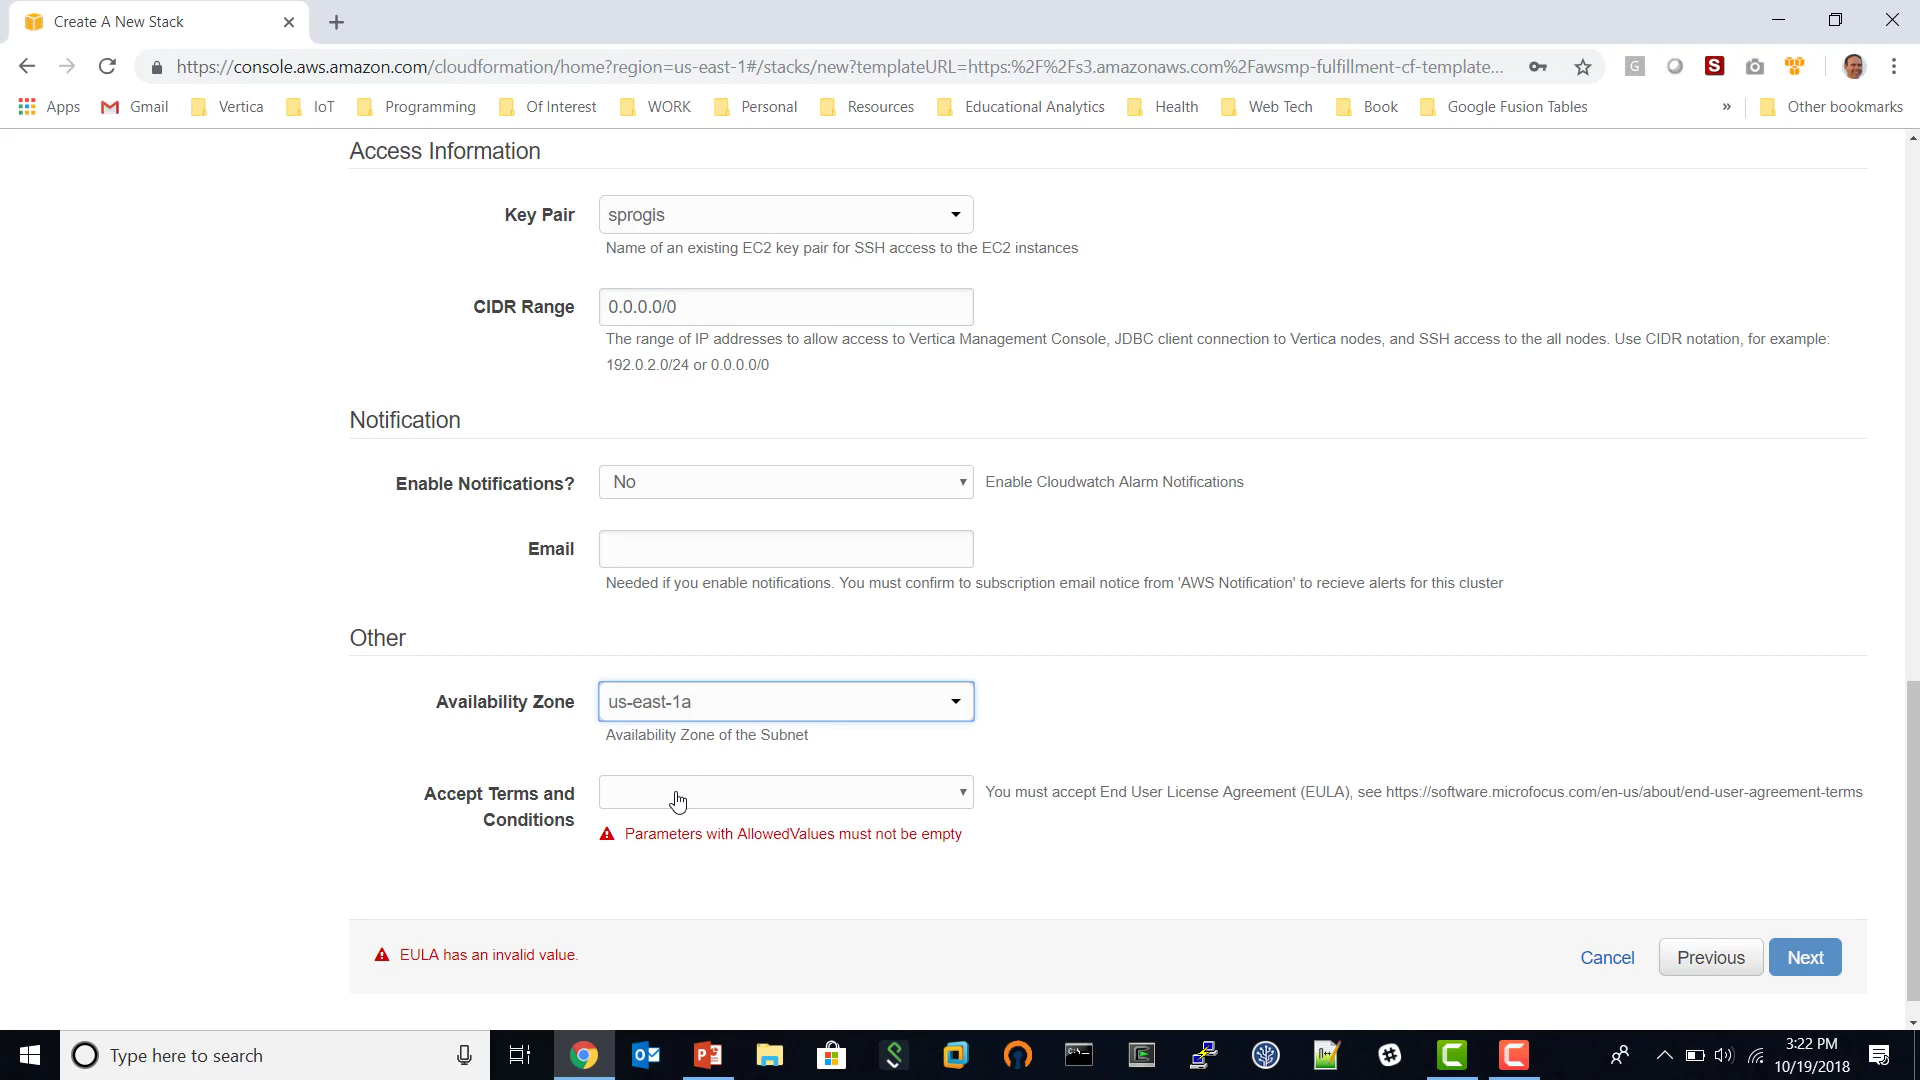 Create A New Stack
https://console.aws.amazon.com/cloudformation/home?region=us-east-1#/stacks/new?templateURL=https:%2F%2Fs3.amazonaws.com%2Fawsmp-fulfillment-cf-template...
Apps Gmail Vertica IoT Programming Of Interest WORK Personal Resources Educational Analytics Health Web Tech Book Google Fusion Tables » Other bookmarks
Access Information
Key Pair sprogis
Name of an existing EC2 key pair for SSH access to the EC2 instances
CIDR Range 0.0.0.0/0
The range of IP addresses to allow access to Vertica Management Console, JDBC client connection to Vertica nodes, and SSH access to the all nodes. Use CIDR notation, for example:
192.0.2.0/24 or 0.0.0.0/0
Notification
Enable Notifications? No Enable Cloudwatch Alarm Notifications
Email
Needed if you enable notifications. You must confirm to subscription email notice from 'AWS Notification' to recieve alerts for this cluster
Other
Availability Zone us-east-1a
Availability Zone of the Subnet
Accept Terms and You must accept End User License Agreement (EULA), see https://software.microfocus.com/en-us/about/end-user-agreement-terms
Conditions
Parameters with AllowedValues must not be empty
EULA has an invalid value.
Cancel Previous Next
Type here to search
3:22 PM
10/19/2018